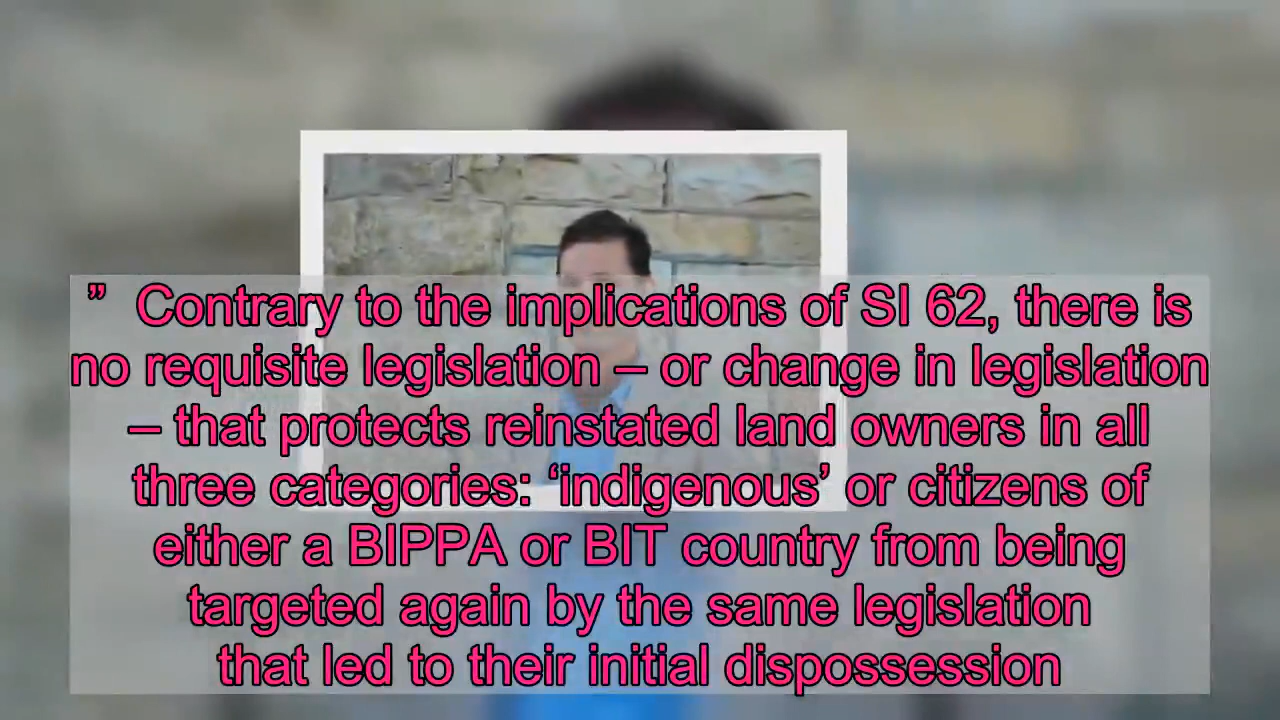 ” Contrary to the implications of SI 62, there is
no requisite legislation – or change in legislation
– that protects reinstated land owners in all
three categories: ‘indigenous’ or citizens of
either a BIPPA or BIT country from being
targeted again by the same legislation
that led to their initial dispossession